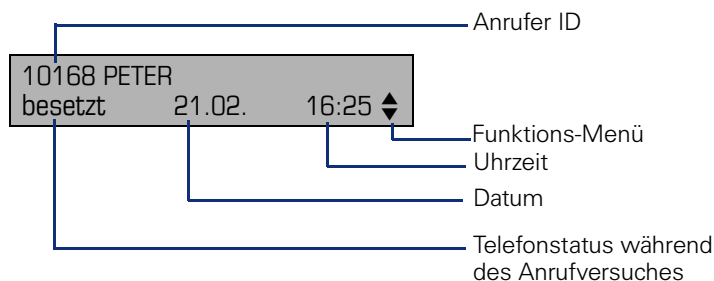 Anrufer ID
10168 PETER
besetzt 21.02. 16:25
Funktions-Menü
Uhrzeit
Datum
Telefonstatus während
des Anrufversuches